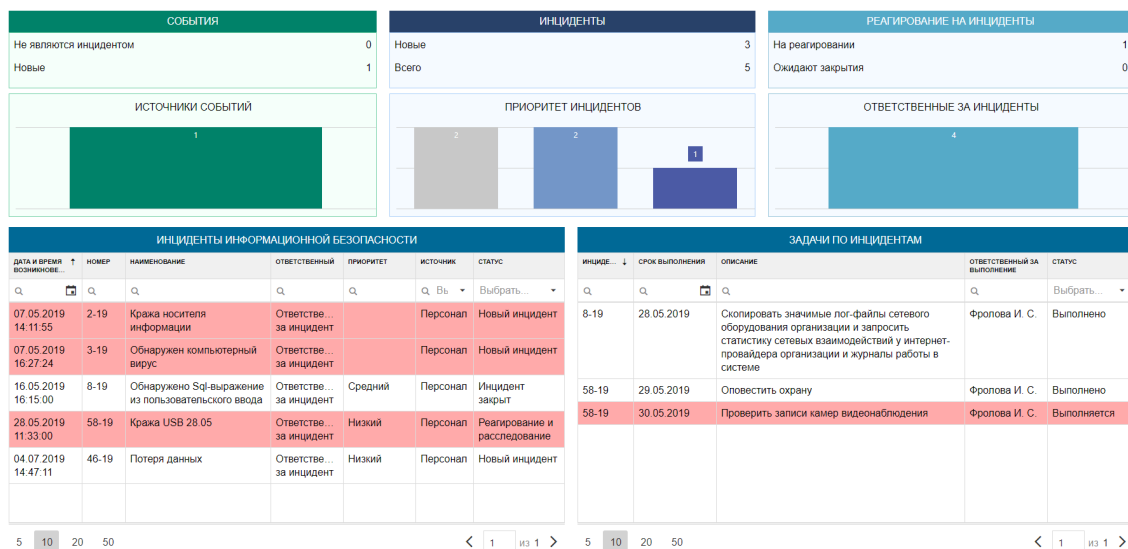 СОБЫТИЯ
Не являются инцидентом 0
Новые 1
ИНЦИДЕНТЫ
Новые 3
Всего 5
РЕАГИРОВАНИЕ НА ИНЦИДЕНТЫ
На реагировании 1
Ожидают закрытия 0
ИСТОЧНИКИ СОБЫТИЙ
1
ПРИОРИТЕТ ИНЦИДЕНТОВ
2 2 1
ОТВЕТСТВЕННЫЕ ЗА ИНЦИДЕНТЫ
4
ИНЦИДЕНТЫ ИНФОРМАЦИОННОЙ БЕЗОПАСНОСТИ
ДАТА И ВРЕМЯ ВОЗНИКНОВЕ... НОМЕР НАИМЕНОВАНИЕ ОТВЕТСТВЕННЫЙ ПРИОРИТЕТ ИСТОЧНИК СТАТУС
Вь Выбрать...
07.05.2019 2-19 Кража носителя Ответстве... Персонал Новый инцидент
14:11:55 информации за инцидент
07.05.2019 3-19 Обнаружен компьютерный Ответстве... Персонал Новый инцидент
16:27:24 вирус за инцидент
16.05.2019 8-19 Обнаружено Sql-выражение Ответстве... Средний Персонал Инцидент
16:15:00 из пользовательского ввода за инцидент закрыт
28.05.2019 58-19 Кража USB 28.05 Ответстве... Низкий Персонал Реагирование и
11:33:00 за инцидент расследование
04.07.2019 46-19 Потеря данных Ответстве... Низкий Персонал Новый инцидент
14:47:11 за инцидент
5 10 20 50 1 из 1
ЗАДАЧИ ПО ИНЦИДЕНТАМ
ИНЦИДЕ... СРОК ВЫПОЛНЕНИЯ ОПИСАНИЕ ОТВЕТСТВЕННЫЙ ЗА ВЫПОЛНЕНИЕ СТАТУС
Выбрать...
8-19 28.05.2019 Скопировать значимые лог-файлы сетевого Фролова И. С. Выполнено
оборудования организации и запросить
статистику сетевых взаимодействий у интернет-
провайдера организации и журналы работы в
системе
58-19 29.05.2019 Оповестить охрану Фролова И. С. Выполнено
58-19 30.05.2019 Проверить записи камер видеонаблюдения Фролова И. С. Выполняется
5 10 20 50 1 из 1